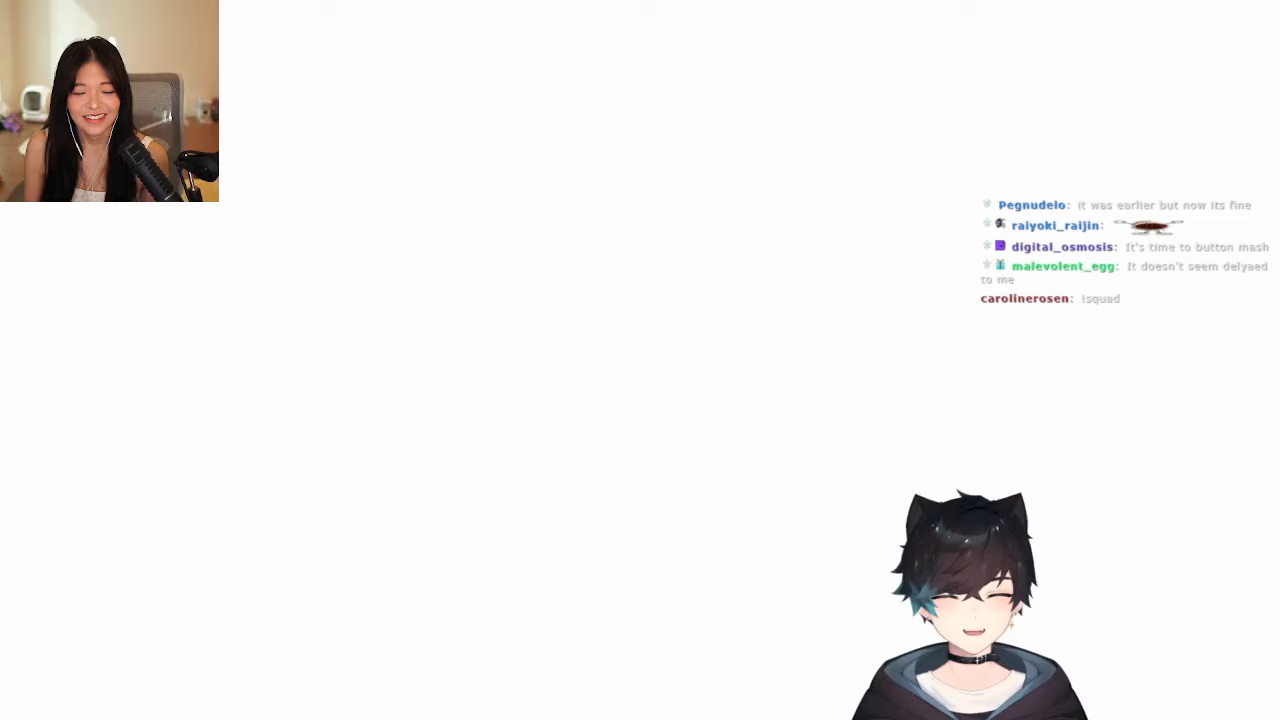 Pegnudelo: it was earlier but now its fine
raiyoki_raijin:
digital_osmosis: It's time to button mash
malevolent_egg: It doesn't seem delyaed
to me
carolinerosen: !squad